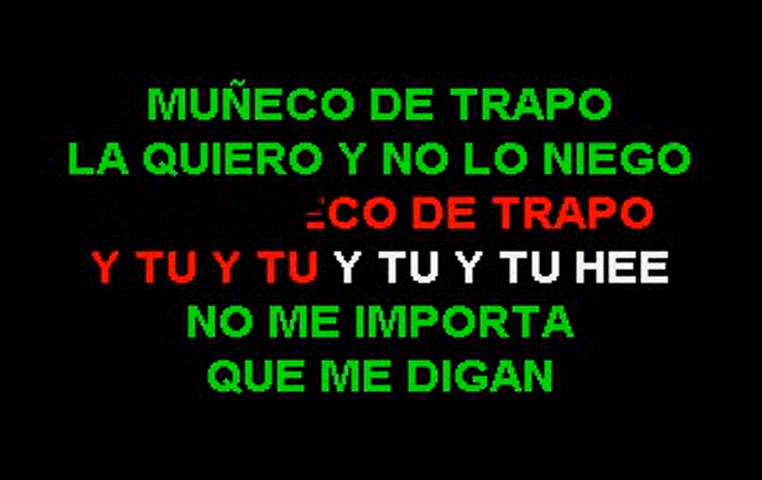 MUÑECO DE TRAPO
LA QUIERO Y NO LO NIEGO
CO DE TRAPO
Y TU Y TU Y TU Y TU HEE
NO ME IMPORTA
QUE ME DIGAN